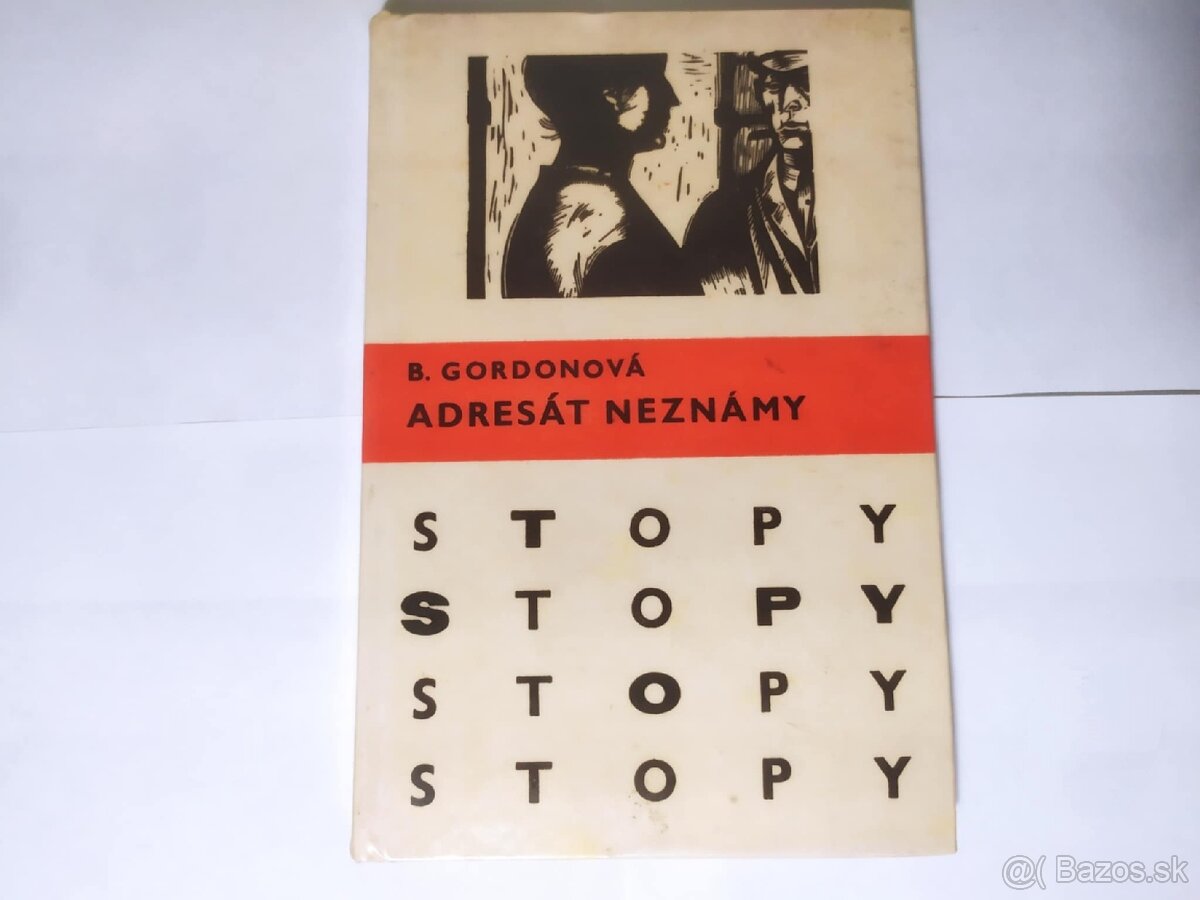 B. GORDONOVÁ
ADRESÁT NEZNÁMY
S T O P Y
S T O P Y
S T O P Y
S T O P Y
@( Bazos.sk